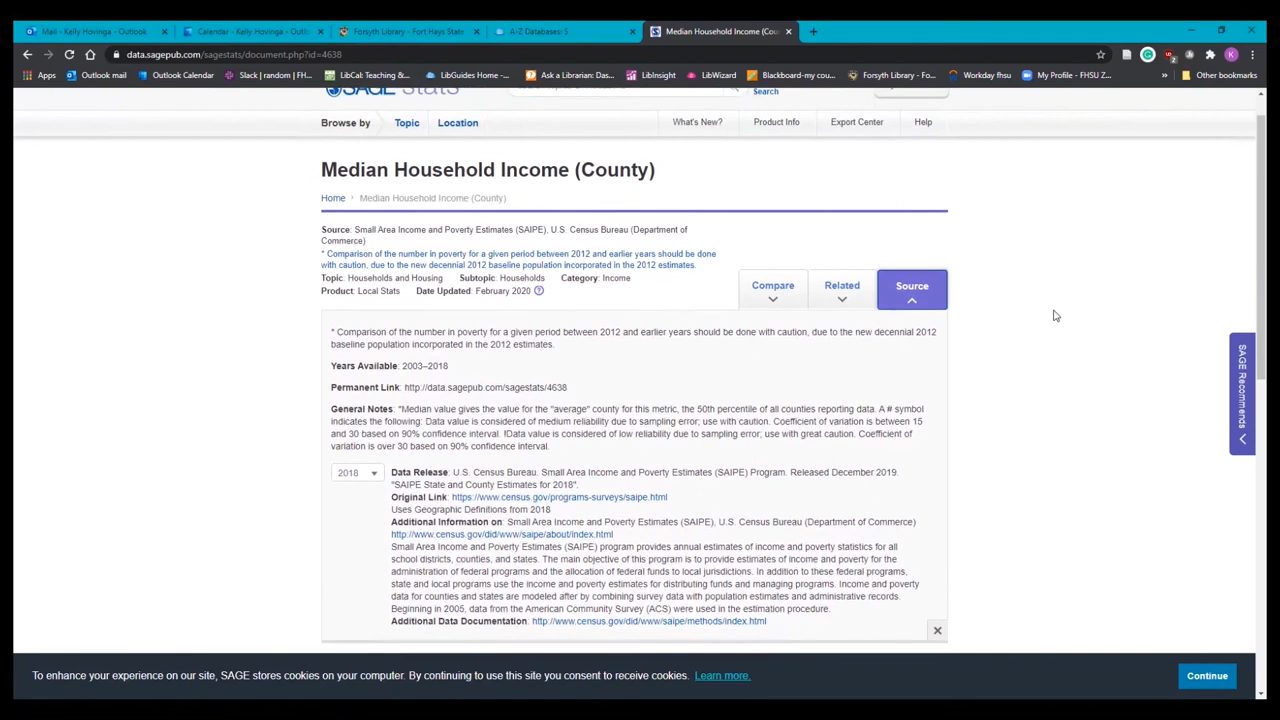 Mail - Kelly Hovinga - Outlook
Calendar - Kelly Hovinga - Outlo
Forsyth Library - Fort Hays State
A-Z Databases: S
Median Household Income (Cou
data.sagepub.com/sagestats/document.php?id=4638
K
Apps
Outlook mail
Outlook Calendar
Slack | random | FH...
LibCal: Teaching &...
LibGuides Home -...
Ask a Librarian: Das...
LibInsight
LibWizard
Blackboard-my cou...
Forsyth Library - Fo...
Workday fhsu
My Profile - FHSU Z...
Other bookmarks
SAGE Stats
Search
Browse by
Topic
Location
What's New?
Product Info
Export Center
Help
Median Household Income (County)
Home › Median Household Income (County)
Source: Small Area Income and Poverty Estimates (SAIPE), U.S. Census Bureau (Department of
Commerce)
* Comparison of the number in poverty for a given period between 2012 and earlier years should be done
with caution, due to the new decennial 2012 baseline population incorporated in the 2012 estimates.
Topic: Households and Housing Subtopic: Households Category: Income
Product: Local Stats Date Updated: February 2020 ?
Compare
Related
Source
* Comparison of the number in poverty for a given period between 2012 and earlier years should be done with caution, due to the new decennial 2012
baseline population incorporated in the 2012 estimates.
Years Available: 2003–2018
Permanent Link: http://data.sagepub.com/sagestats/4638
General Notes: "Median value gives the value for the "average" county for this metric, the 50th percentile of all counties reporting data. A # symbol
indicates the following: Data value is considered of medium reliability due to sampling error; use with caution. Coefficient of variation is between 15
and 30 based on 90% confidence interval. !Data value is considered of low reliability due to sampling error; use with great caution. Coefficient of
variation is over 30 based on 90% confidence interval.
2018
Data Release: U.S. Census Bureau. Small Area Income and Poverty Estimates (SAIPE) Program. Released December 2019.
"SAIPE State and County Estimates for 2018".
Original Link: https://www.census.gov/programs-surveys/saipe.html
Uses Geographic Definitions from 2018
Additional Information on: Small Area Income and Poverty Estimates (SAIPE), U.S. Census Bureau (Department of Commerce)
http://www.census.gov/did/www/saipe/about/index.html
Small Area Income and Poverty Estimates (SAIPE) program provides annual estimates of income and poverty statistics for all
school districts, counties, and states. The main objective of this program is to provide estimates of income and poverty for the
administration of federal programs and the allocation of federal funds to local jurisdictions. In addition to these federal programs,
state and local programs use the income and poverty estimates for distributing funds and managing programs. Income and poverty
data for counties and states are modeled after by combining survey data with population estimates and administrative records.
Beginning in 2005, data from the American Community Survey (ACS) were used in the estimation procedure.
Additional Data Documentation: http://www.census.gov/did/www/saipe/methods/index.html
SAGE Recommends
To enhance your experience on our site, SAGE stores cookies on your computer. By continuing to use this site you consent to receive cookies. Learn more.
Continue